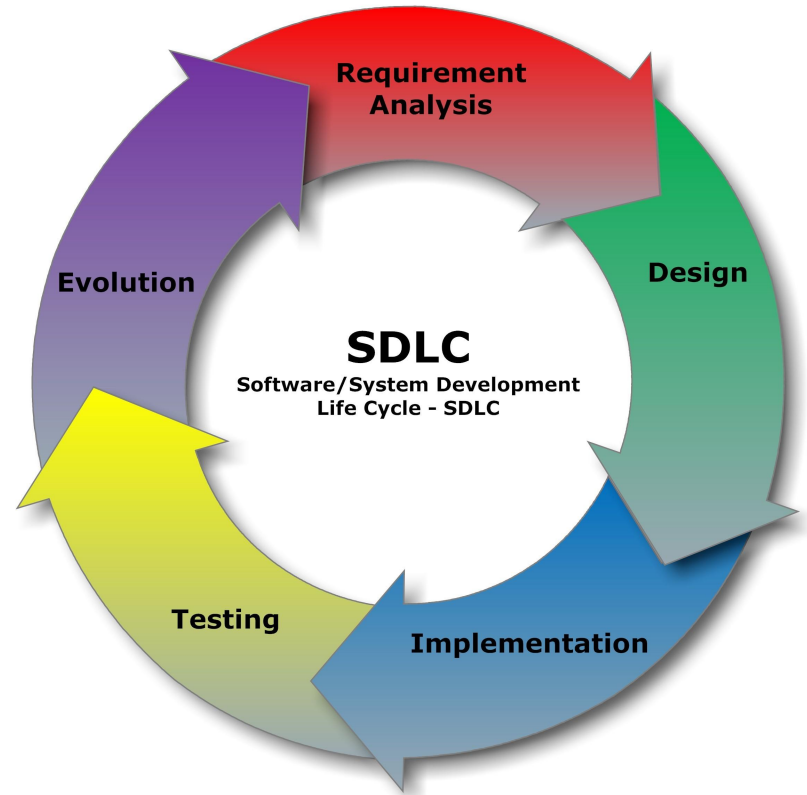 Requirement
Analysis
Design
Implementation
Testing
Evolution
SDLC
Software/System Development
Life Cycle - SDLC